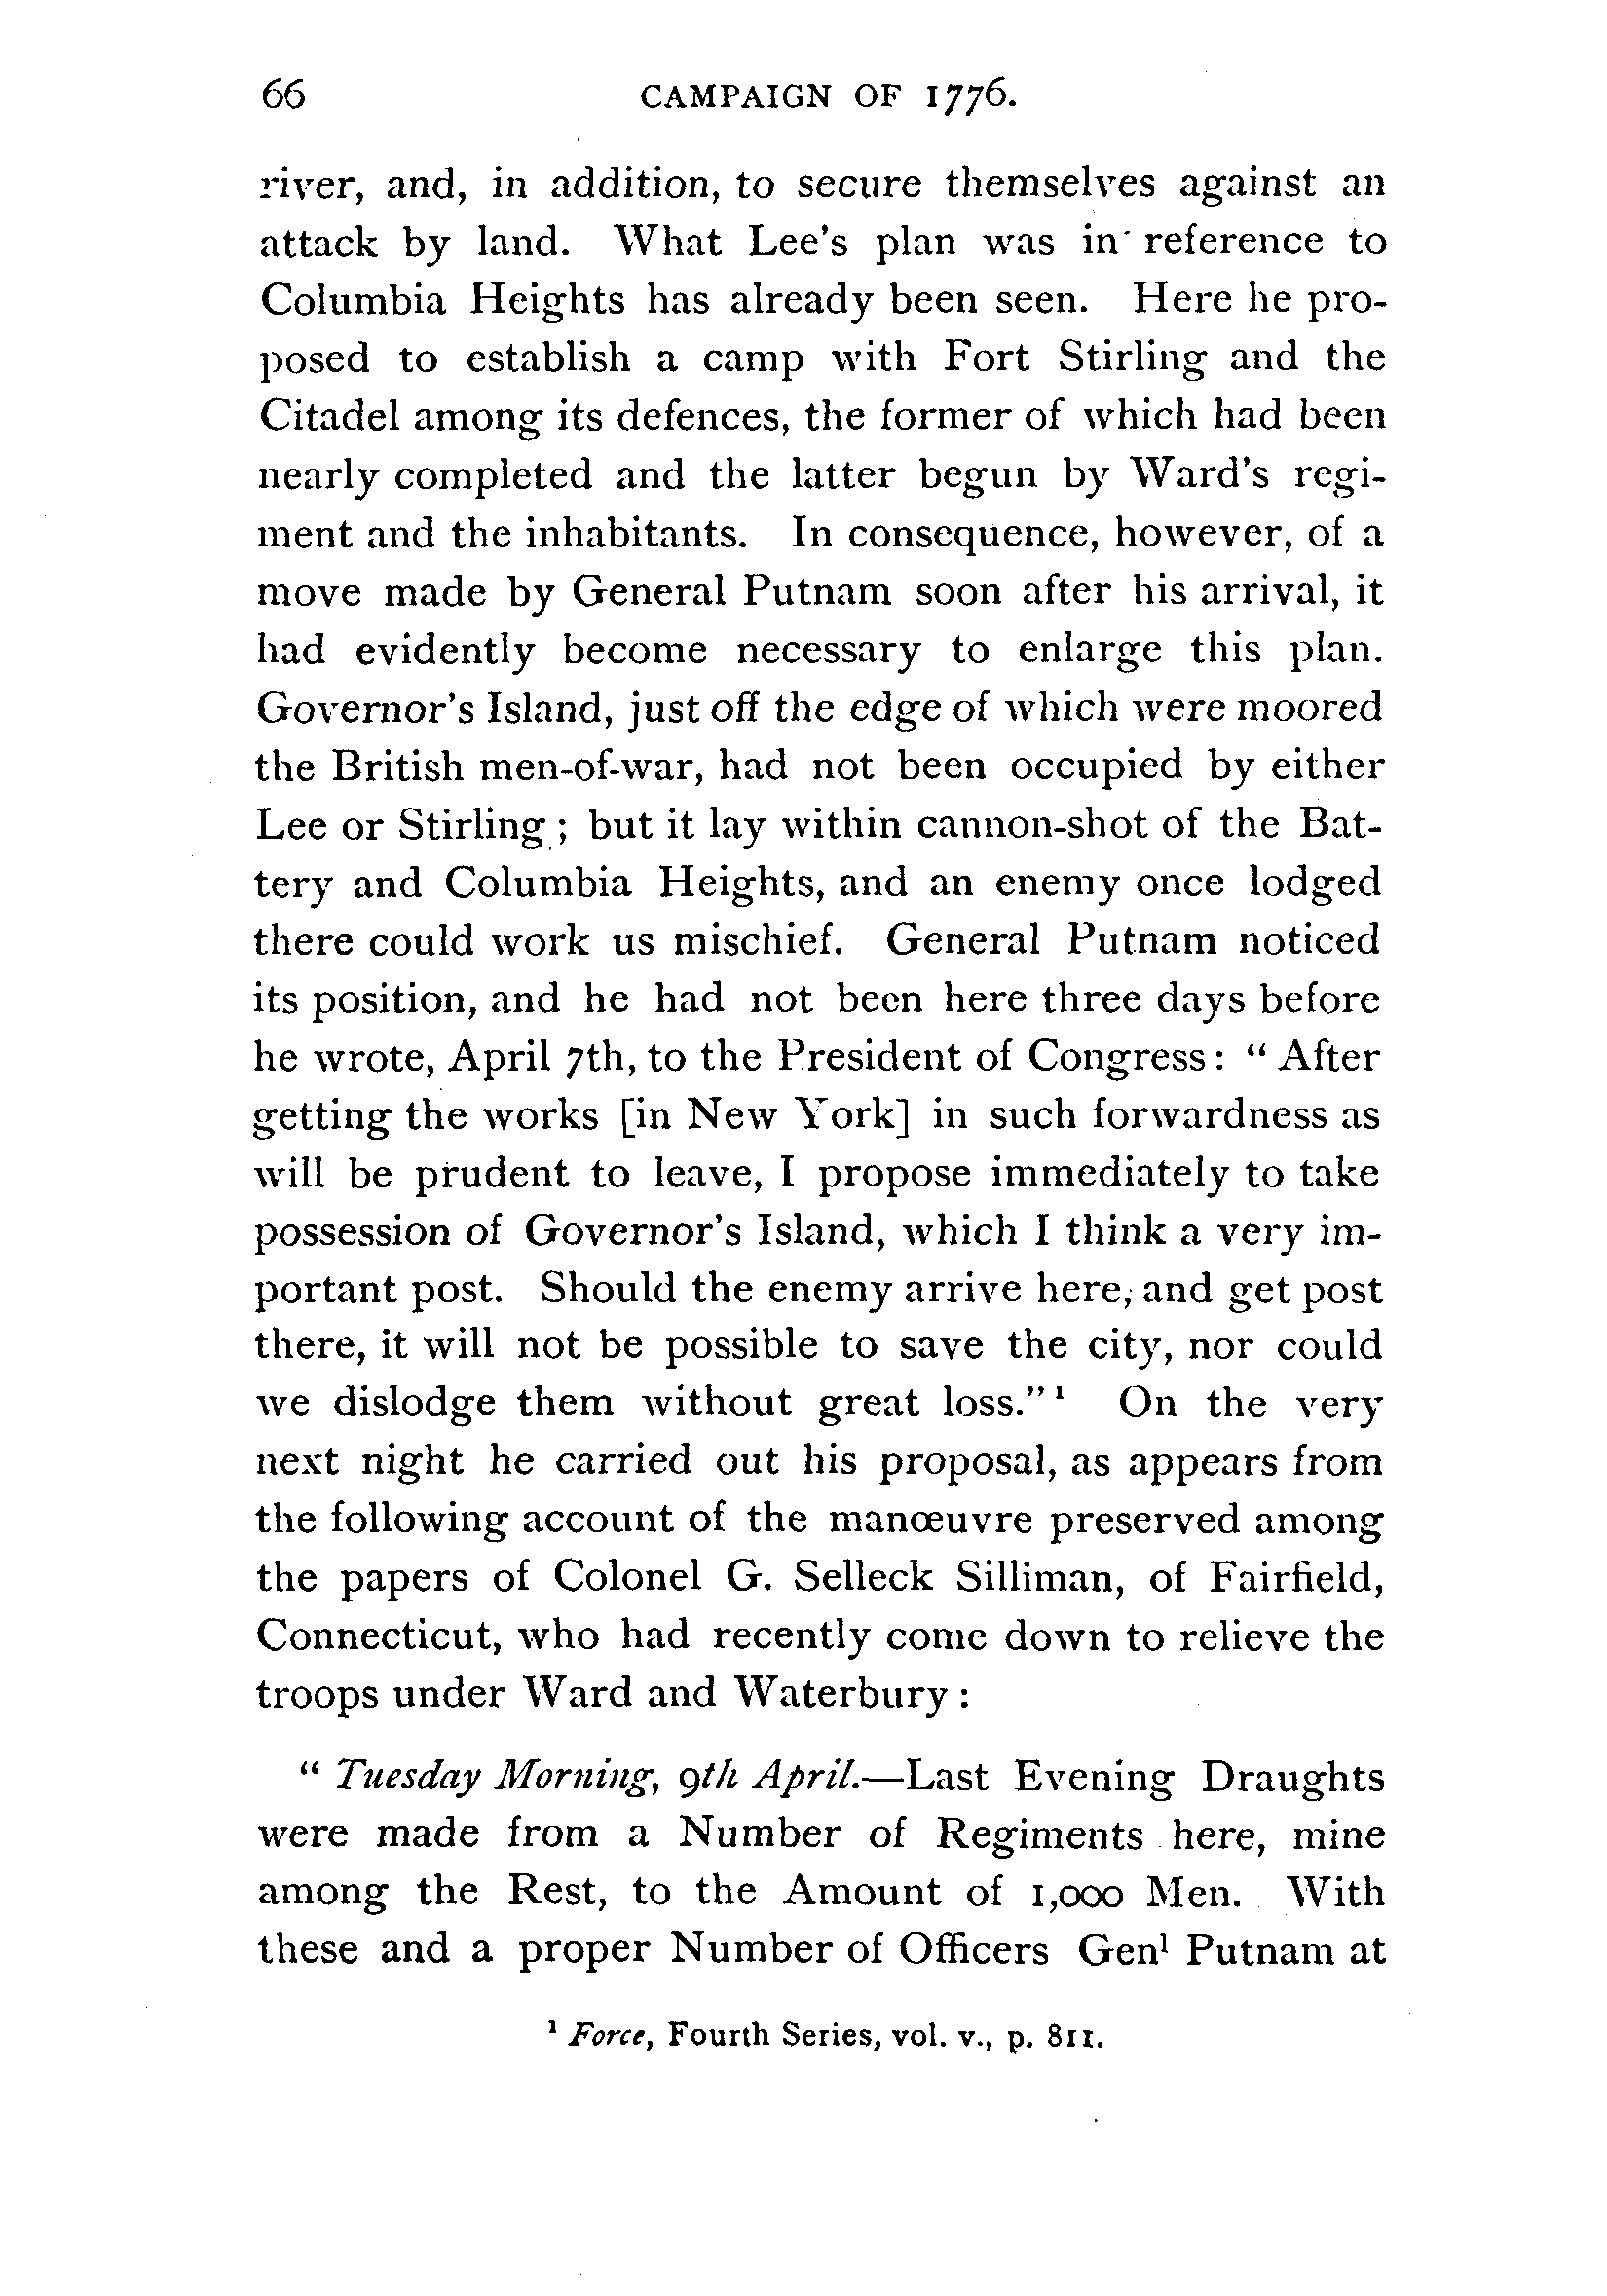 66 CAMPAIGN OF 1776.
river, and, in addition, to secure themselves against an
attack by land. What Lee's plan was in reference to
Columbia Heights has already been seen. Here he pro-
posed to establish a camp with Fort Stirling and the
Citadel among its defences, the former of which had been
nearly completed and the latter begun by Ward's regi-
ment and the inhabitants. In consequence, however, of a
move made by General Putnam soon after his arrival, it
had evidently become necessary to enlarge this plan.
Governor's Island, just off the edge of which were moored
the British men-of-war, had not been occupied by either
Lee or Stirling; but it lay within cannon-shot of the Bat-
tery and Columbia Heights, and an enemy once lodged
there could work us mischief. General Putnam noticed
its position, and he had not been here three days before
he wrote, April 7th, to the President of Congress: “After
getting the works [in New York] in such forwardness as
will be prudent to leave, I propose immediately to take
possession of Governor's Island, which I think a very im-
portant post. Should the enemy arrive here, and get post
there, it will not be possible to save the city, nor could
we dislodge them without great loss.”¹ On the very
next night he carried out his proposal, as appears from
the following account of the manœuvre preserved among
the papers of Colonel G. Selleck Silliman, of Fairfield,
Connecticut, who had recently come down to relieve the
troops under Ward and Waterbury:
“Tuesday Morning, 9th April.—Last Evening Draughts
were made from a Number of Regiments here, mine
among the Rest, to the Amount of 1,000 Men. With
these and a proper Number of Officers Genˡ Putnam at
¹ Force, Fourth Series, vol. v., p. 811.